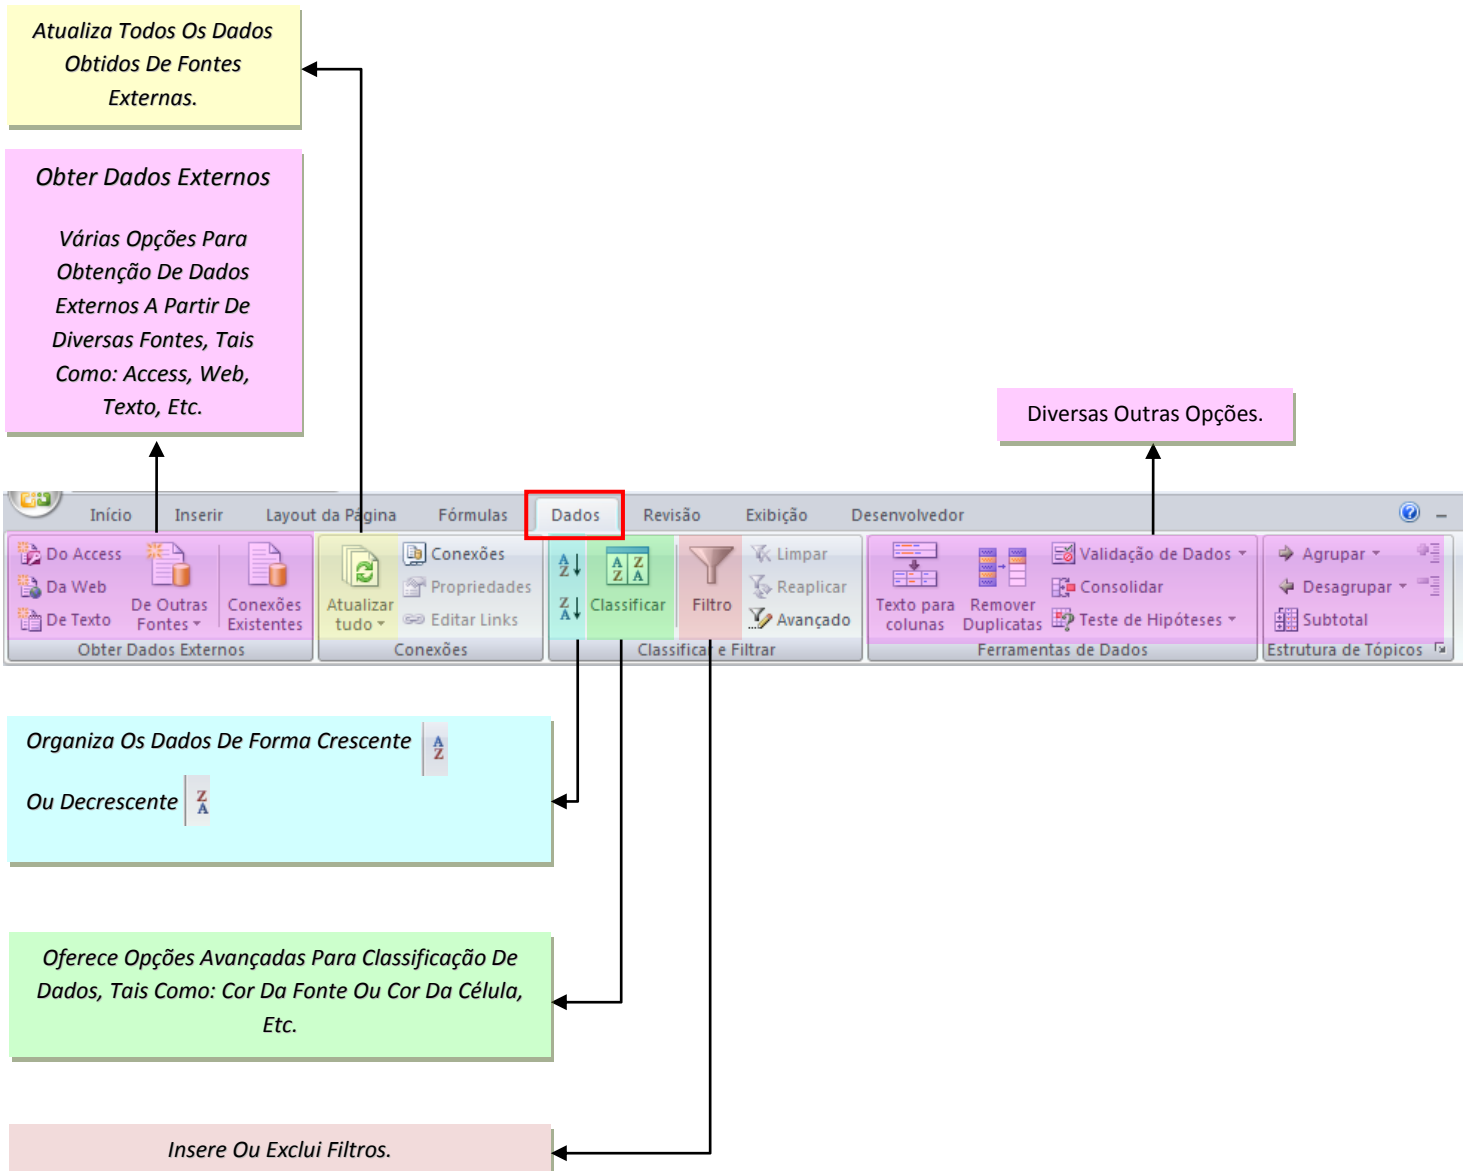 Atualiza Todos Os Dados
Obtidos De Fontes
Externas.
Obter Dados Externos
Várias Opções Para
Obtenção De Dados
Externos A Partir De
Diversas Fontes, Tais
Como: Access, Web,
Texto, Etc.
Diversas Outras Opções.
Início Inserir Layout da Página Fórmulas Dados Revisão Exibição Desenvolvedor
Do Access
Da Web
De Texto
De Outras
Fontes
Conexões
Existentes
Obter Dados Externos
Atualizar
tudo
Conexões
Propriedades
Editar Links
Conexões
A
Z
Z
A
A Z
Z A
Classificar
Filtro
Limpar
Reaplicar
Avançado
Classificar e Filtrar
Texto para
colunas
Remover
Duplicatas
Validação de Dados
Consolidar
Teste de Hipóteses
Ferramentas de Dados
Agrupar
Desagrupar
Subtotal
Estrutura de Tópicos
Organiza Os Dados De Forma Crescente A Z
Ou Decrescente Z A
Oferece Opções Avançadas Para Classificação De
Dados, Tais Como: Cor Da Fonte Ou Cor Da Célula,
Etc.
Insere Ou Exclui Filtros.